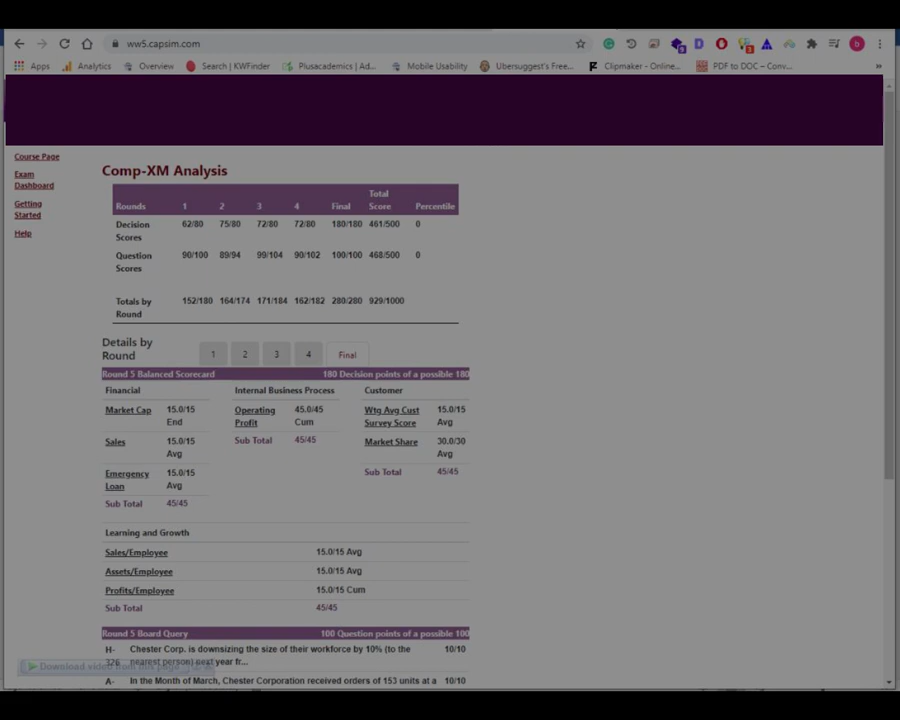 ww5.capsim.com
Apps Analytics Overview Search | KWFinder Plusacademics | Ad... Mobile Usability Ubersuggest's Free... Clipmaker - Online... PDF to DOC – Conv... »
Course Page
Exam
Dashboard
Getting
Started
Help
Comp-XM Analysis
Rounds 1 2 3 4 Final Total Score Percentile
Decision Scores 62/80 75/80 72/80 72/80 180/180 461/500 0
Question Scores 90/100 89/94 99/104 90/102 100/100 468/500 0
Totals by Round 152/180 164/174 171/184 162/182 280/280 929/1000
Details by
Round 1 2 3 4 Final
Round 5 Balanced Scorecard 180 Decision points of a possible 180
Financial Internal Business Process Customer
Market Cap 15.0/15 End
Sales 15.0/15 Avg
Emergency Loan 15.0/15 Avg
Sub Total 45/45
Operating Profit 45.0/45 Cum
Sub Total 45/45
Wtg Avg Cust Survey Score 15.0/15 Avg
Market Share 30.0/30 Avg
Sub Total 45/45
Learning and Growth
Sales/Employee 15.0/15 Avg
Assets/Employee 15.0/15 Avg
Profits/Employee 15.0/15 Cum
Sub Total 45/45
Round 5 Board Query 100 Question points of a possible 100
H- Chester Corp. is downsizing the size of their workforce by 10% (to the 10/10
326 nearest person) next year fr...
Download video from this page
A- In the Month of March, Chester Corporation received orders of 153 units at a 10/10